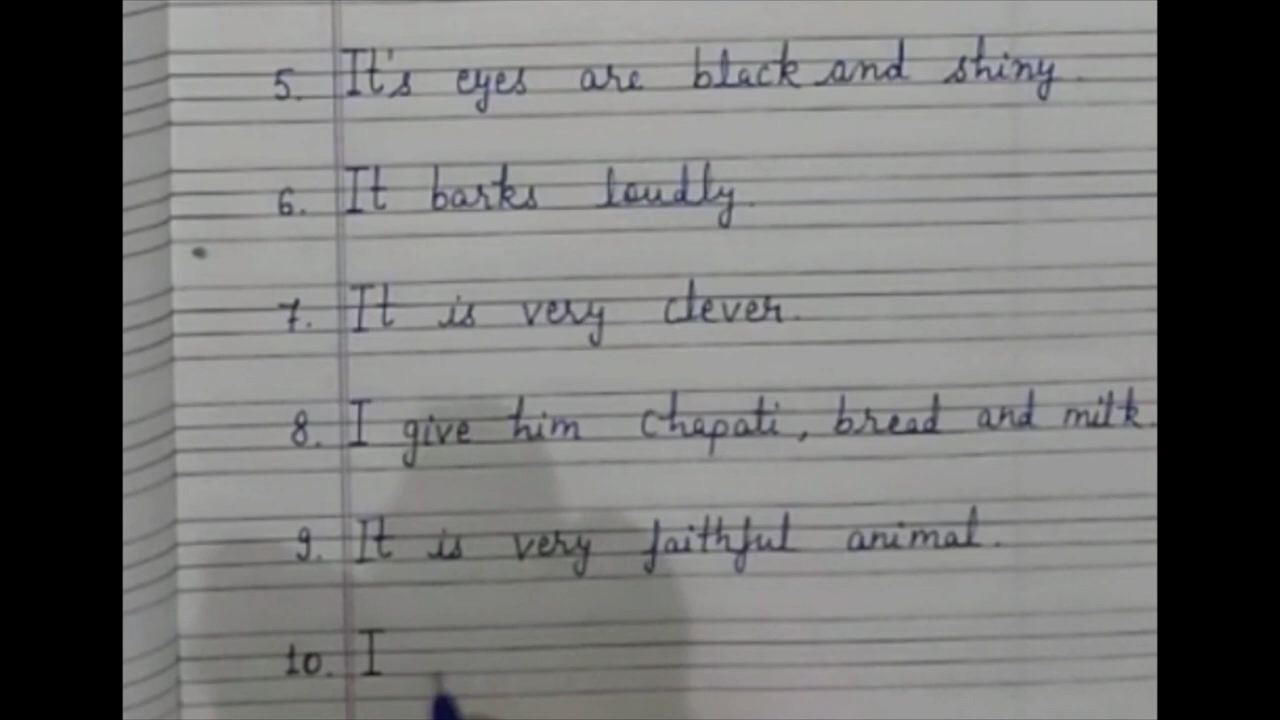 5. It's eyes are black and shiny.
6. It barks loudly.
7. It is very clever.
8. I give him chapati, bread and milk.
9. It is very faithful animal.
10. I